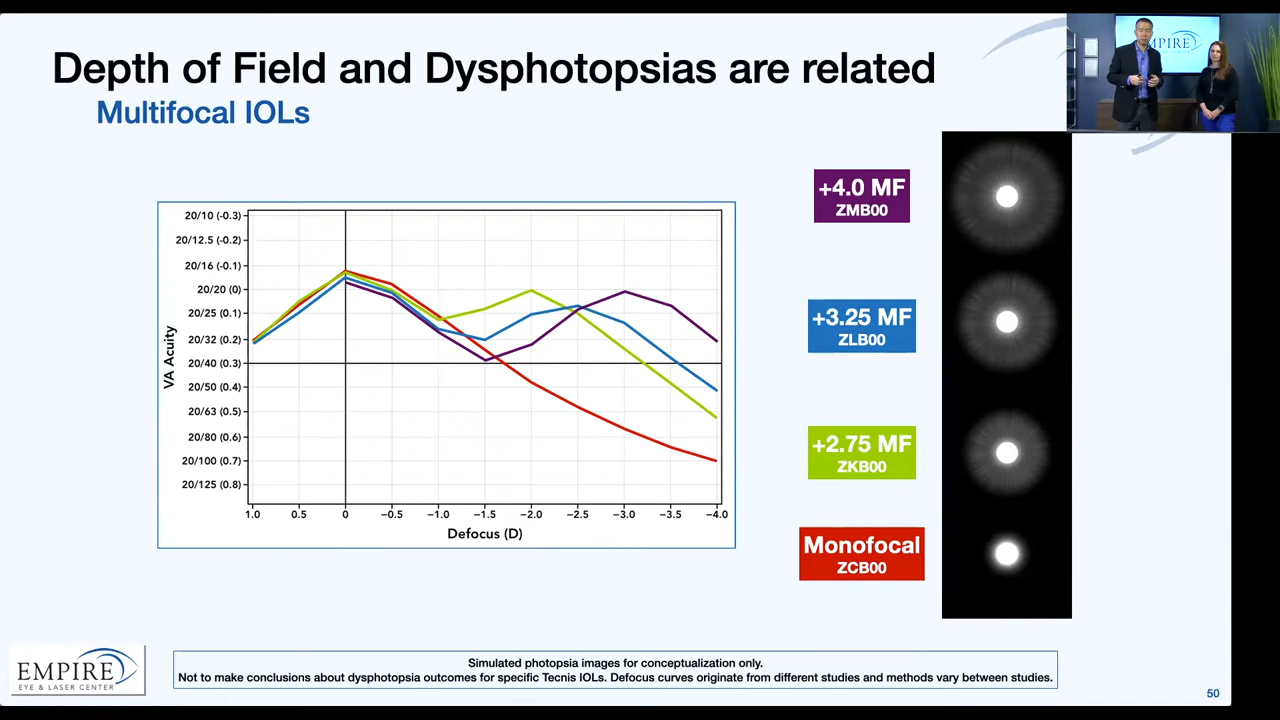 Depth of Field and Dysphotopsias are related
Multifocal IOLs
EMPIRE
+4.0 MF
ZMB00
+3.25 MF
ZLB00
+2.75 MF
ZKB00
Monofocal
ZCB00
VA Acuity
20/10 (-0.3)
20/12.5 (-0.2)
20/16 (-0.1)
20/20 (0)
20/25 (0.1)
20/32 (0.2)
20/40 (0.3)
20/50 (0.4)
20/63 (0.5)
20/80 (0.6)
20/100 (0.7)
20/125 (0.8)
1.0 0.5 0 −0.5 −1.0 −1.5 −2.0 −2.5 −3.0 −3.5 −4.0
Defocus (D)
EMPIRE
EYE & LASER CENTER
Simulated photopsia images for conceptualization only.
Not to make conclusions about dysphotopsia outcomes for specific Tecnis IOLs. Defocus curves originate from different studies and methods vary between studies.
50